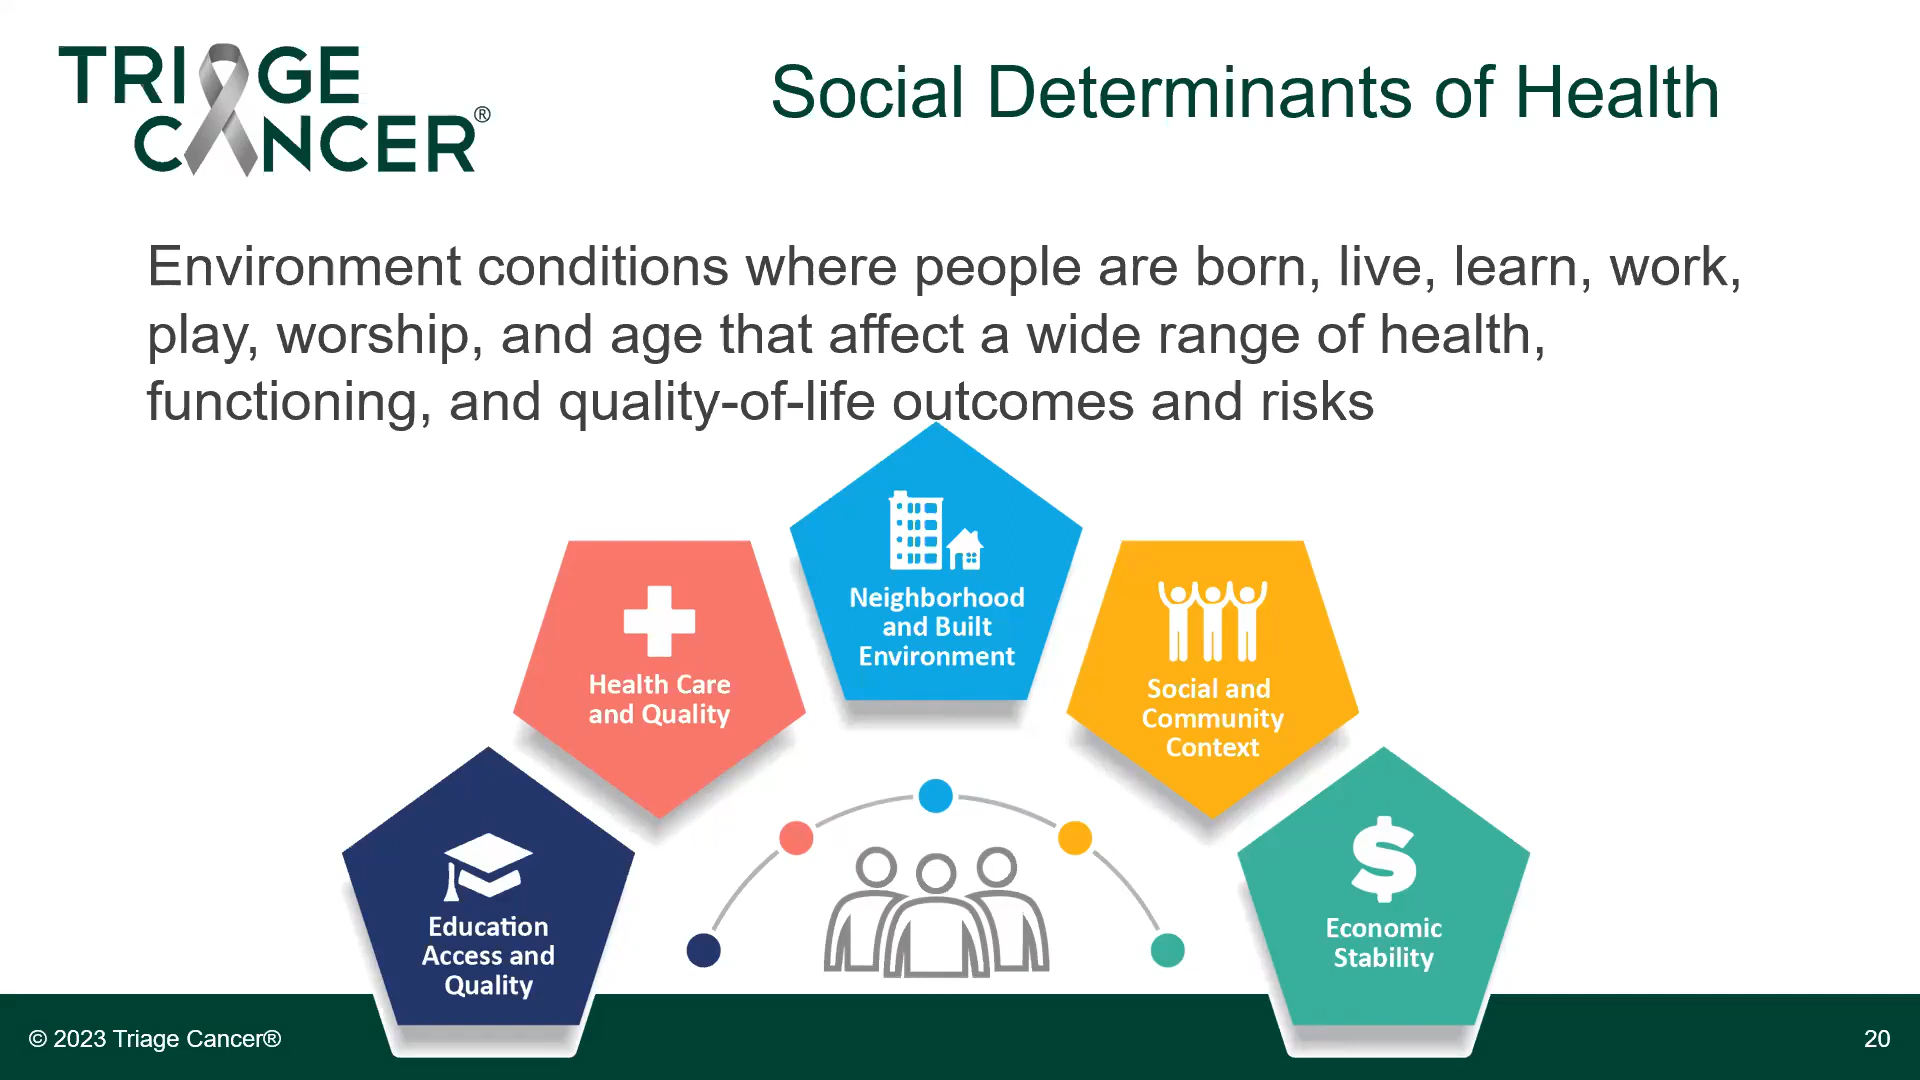 TRIAGE
CANCER®
Social Determinants of Health
Environment conditions where people are born, live, learn, work,
play, worship, and age that affect a wide range of health,
functioning, and quality-of-life outcomes and risks
Education
Access and
Quality
Health Care
and Quality
Neighborhood
and Built
Environment
Social and
Community
Context
$
Economic
Stability
© 2023 Triage Cancer®
20